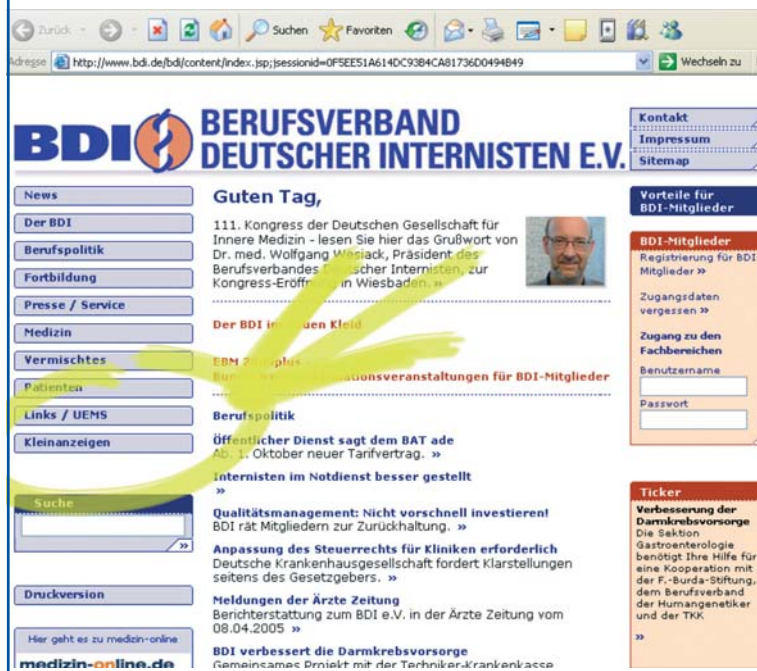 Zurück
Suchen
Favoriten
Adresse
http://www.bdi.de/bdi/content/index.jsp;jsessionid=0F5EE51A614DC93B4CA81736D0494B49
Wechseln zu
BDI
BERUFSVERBAND
DEUTSCHER INTERNISTEN E.V.
Kontakt
Impressum
Sitemap
News
Der BDI
Berufspolitik
Fortbildung
Presse / Service
Medizin
Vermischtes
Patienten
Links / UEMS
Kleinanzeigen
Suche
»
Druckversion
Hier geht es zu medizin-online
medizin-online.de
Guten Tag,
111. Kongress der Deutschen Gesellschaft für
Innere Medizin - lesen Sie hier das Grußwort von
Dr. med. Wolfgang Wesiack, Präsident des
Berufsverbandes Deutscher Internisten, zur
Kongress-Eröffnung in Wiesbaden. »
Der BDI im neuen Kleid
EBM
für BDI-Mitglieder
Berufspolitik
Öffentlicher Dienst sagt dem BAT ade
Ab. 1. Oktober neuer Tarifvertrag. »
Internisten im Notdienst besser gestellt
»
Qualitätsmanagement: Nicht vorschnell investieren!
BDI rät Mitgliedern zur Zurückhaltung. »
Anpassung des Steuerrechts für Kliniken erforderlich
Deutsche Krankenhausgesellschaft fordert Klarstellungen
seitens des Gesetzgebers. »
Meldungen der Ärzte Zeitung
Berichterstattung zum BDI e.V. in der Ärzte Zeitung vom
08.04.2005 »
BDI verbessert die Darmkrebsvorsorge
Gemeinsames Projekt mit der Techniker-Krankenkasse
Vorteile für
BDI-Mitglieder
BDI-Mitglieder
Registrierung für BDI
Mitglieder »
Zugangsdaten
vergessen »
Zugang zu den
Fachbereichen
Benutzername
Passwort
Ticker
Verbesserung der
Darmkrebsvorsorge
Die Sektion
Gastroenterologie
benötigt Ihre Hilfe für
eine Kooperation mit
der F.-Burda-Stiftung,
dem Berufsverband
der Humangenetiker
und der TKK
»